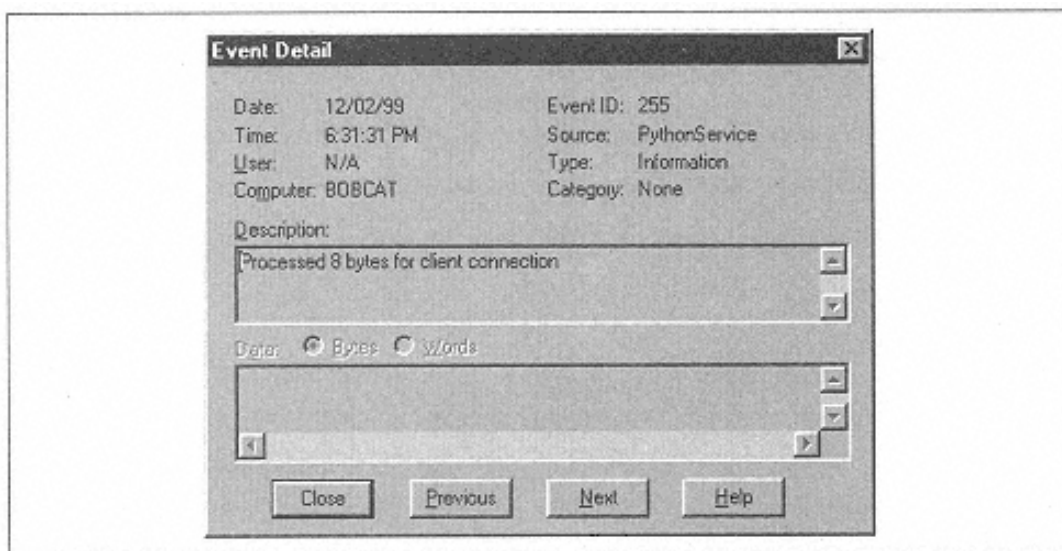 Event Detail
Date: 12/02/99 Event ID: 255
Time: 6:31:31 PM Source: PythonService
User: N/A Type: Information
Computer: BOBCAT Category: None
Description:
Processed 8 bytes for client connection
Data: Bytes Words
Close Previous Next Help